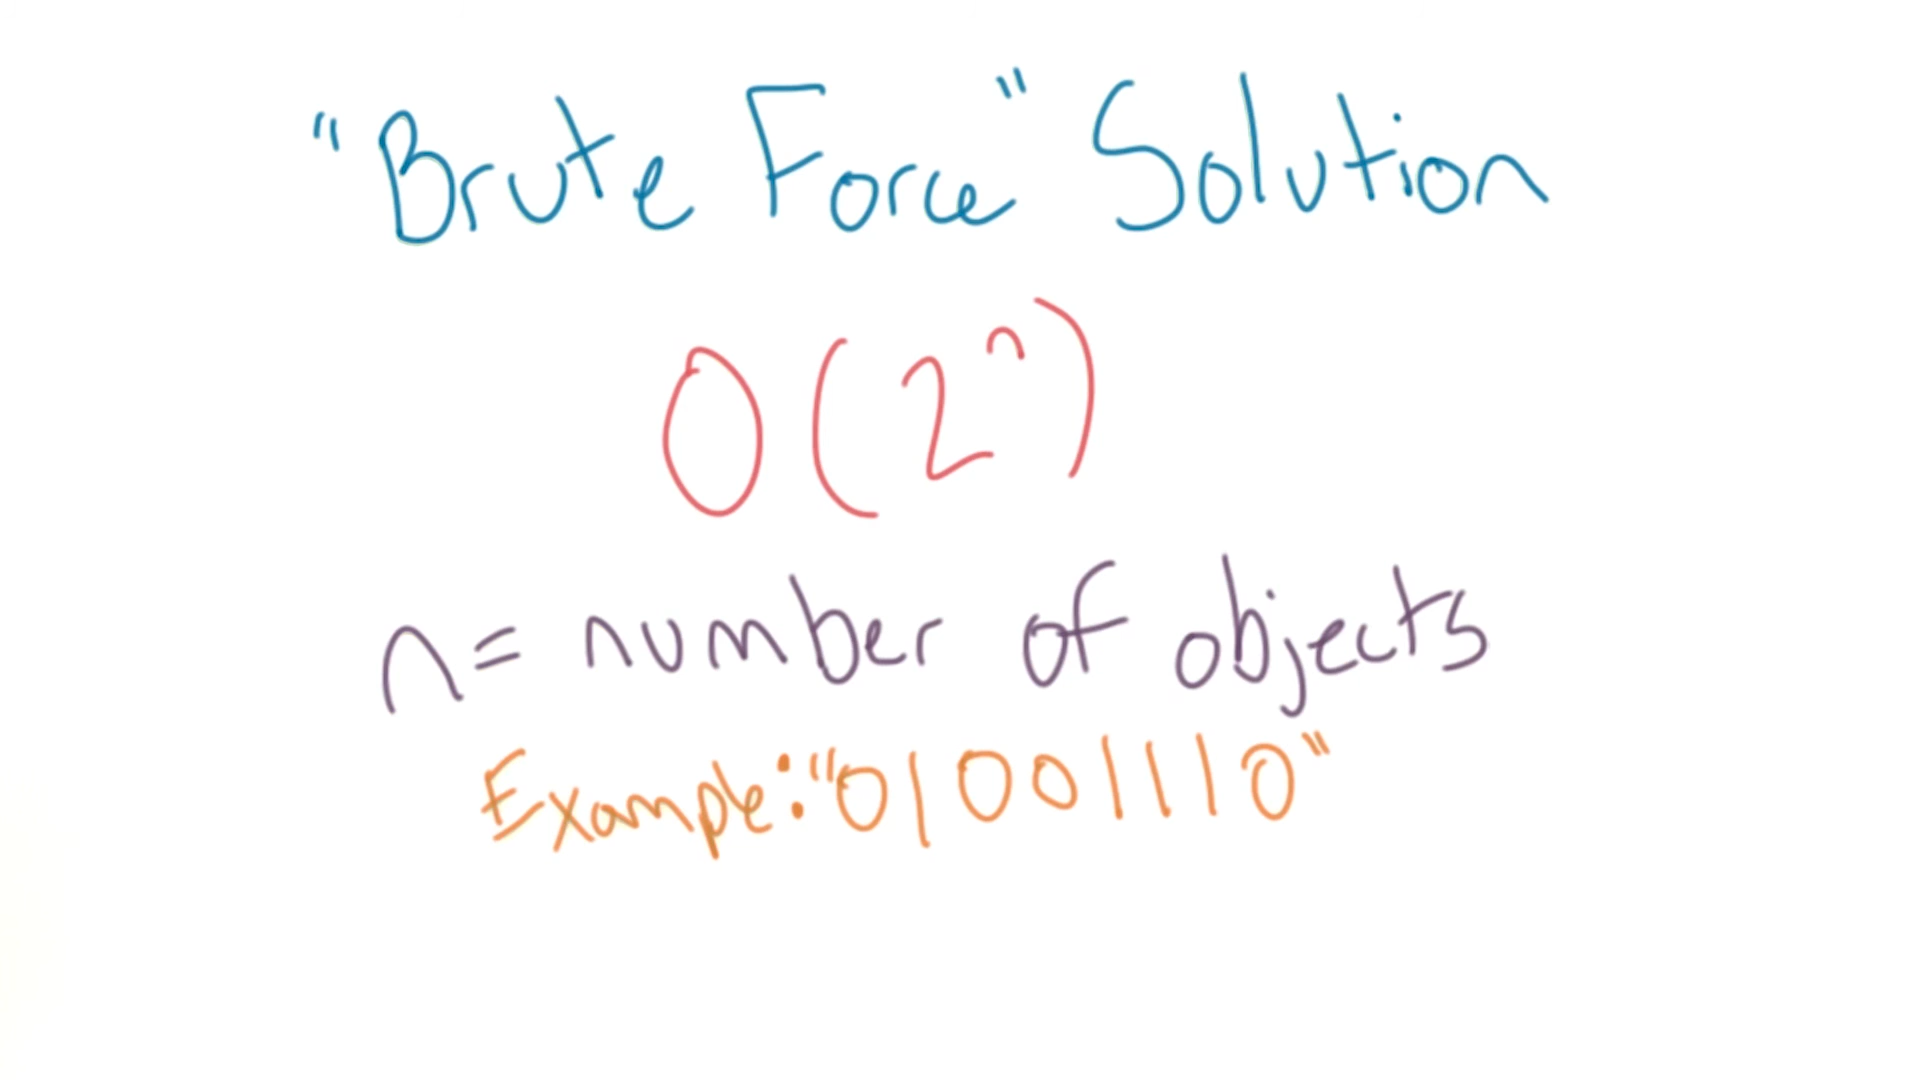 "Brute Force" Solution
O(2ⁿ)
n= number of objects
Example: "01001110"